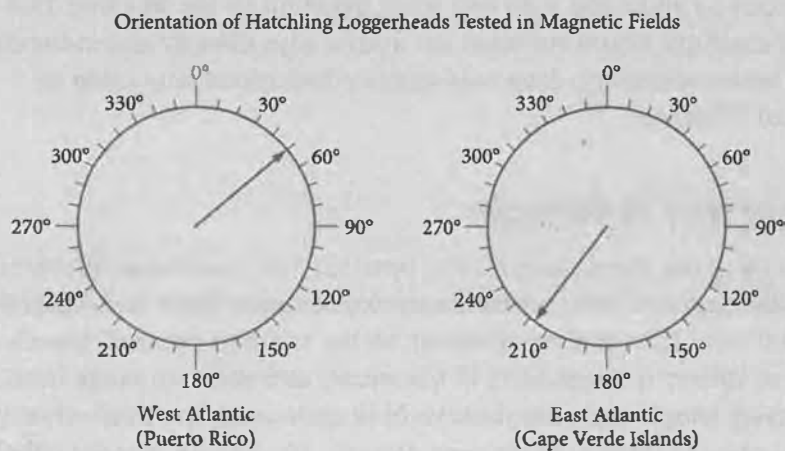 Orientation of Hatchling Loggerheads Tested in Magnetic Fields
0° 0°
330° 30° 330° 30°
300° 60° 300° 60°
270° 90° 270° 90°
240° 120° 240° 120°
210° 150° 210° 150°
180° 180°
West Atlantic East Atlantic
(Puerto Rico) (Cape Verde Islands)